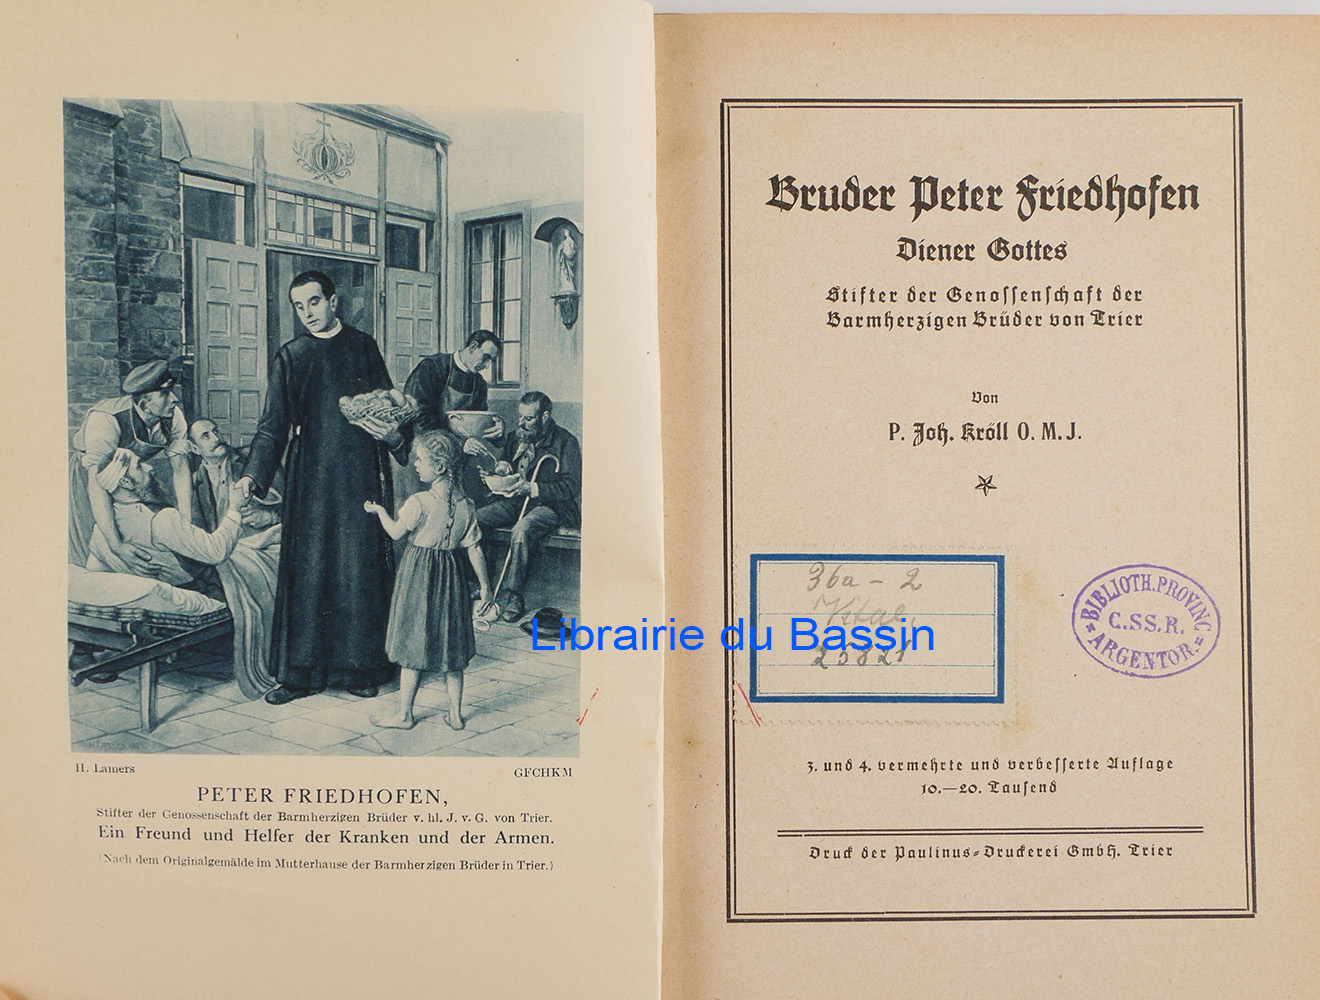 H. Lamers
GFCHKM
PETER FRIEDHOFEN,
Stifter der Genossenschaft der Barmherzigen Brüder v. hl. J. v. G. von Trier.
Ein Freund und Helfer der Kranken und der Armen.
(Nach dem Originalgemälde im Mutterhause der Barmherzigen Brüder in Trier.)
Bruder Peter Friedhofen
Diener Gottes
Stifter der Genossenschaft der
Barmherzigen Brüder von Trier
Von
P. Joh. Kröll O. M. J.
36a - 2
Vitae
25821
BIBLIOTH. PROVINC
C.SS.R.
ARGENTOR.
Librairie du Bassin
3. und 4. vermehrte und verbesserte Auflage
10.—20. Tausend
Druck der Paulinus-Druckerei GmbH. Trier